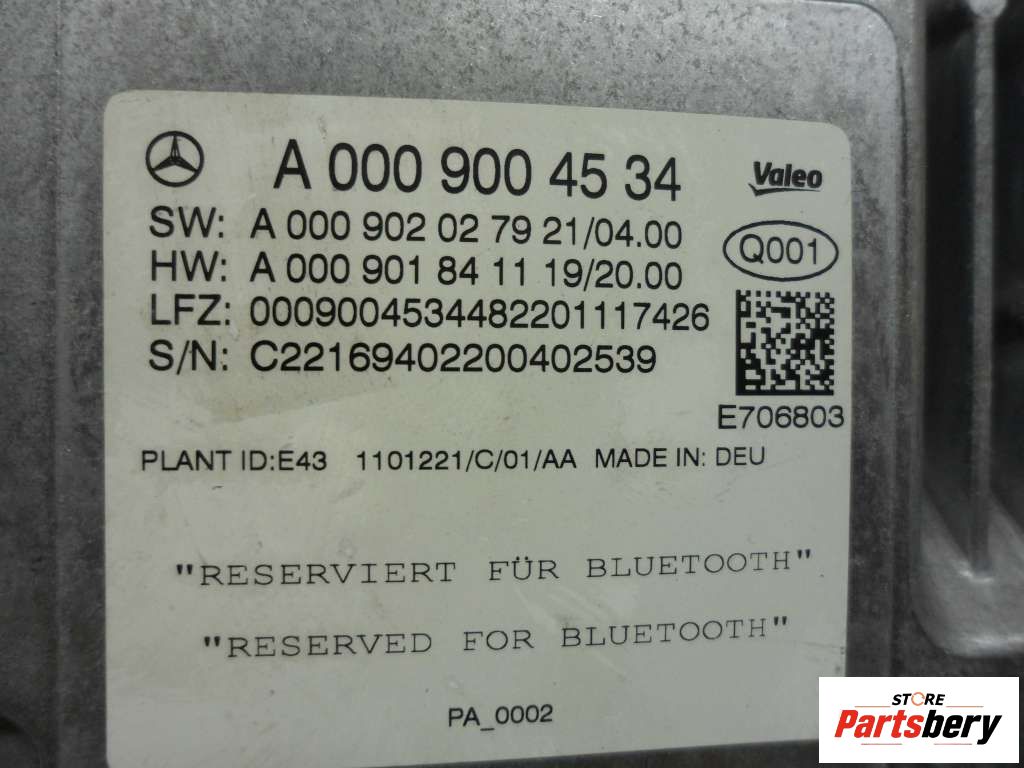 A 000 900 45 34
Valeo
SW: A 000 902 02 79 21/04.00
HW: A 000 901 84 11 19/20.00
Q001
LFZ: 00090045344482201117426
S/N: C22169402200402539
E706803
PLANT ID:E43 1101221/C/01/AA MADE IN: DEU
"RESERVIERT FÜR BLUETOOTH"
"RESERVED FOR BLUETOOTH"
PA_0002
STORE
Partsbery